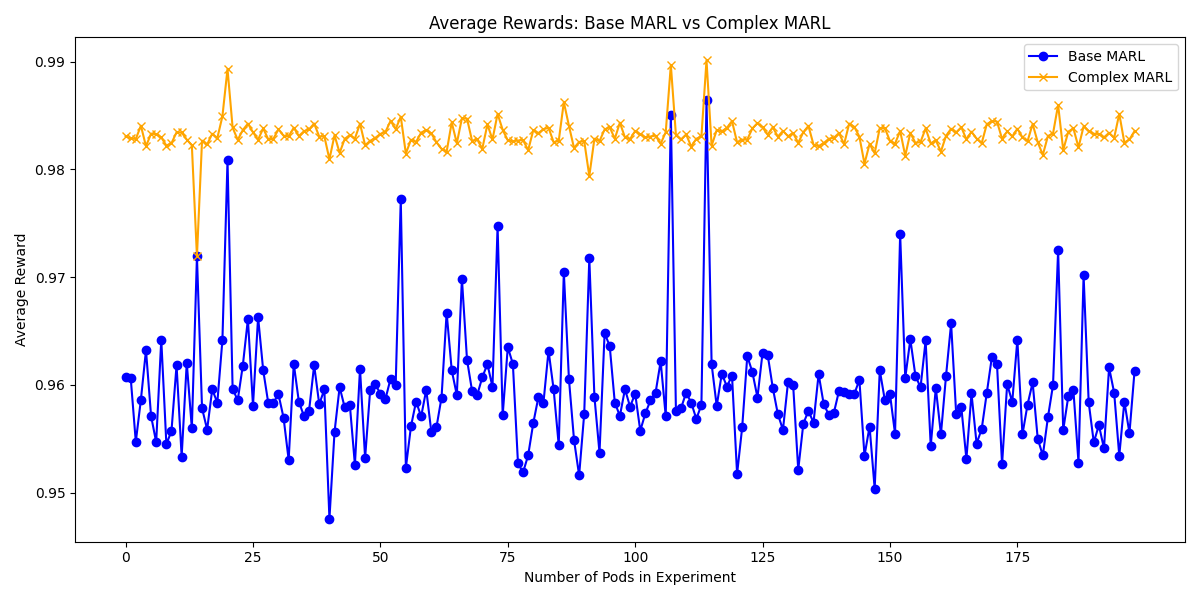 Average Rewards: Base MARL vs Complex MARL
Base MARL
Complex MARL
Average Reward
0.99
0.98
0.97
0.96
0.95
0 25 50 75 100 125 150 175
Number of Pods in Experiment